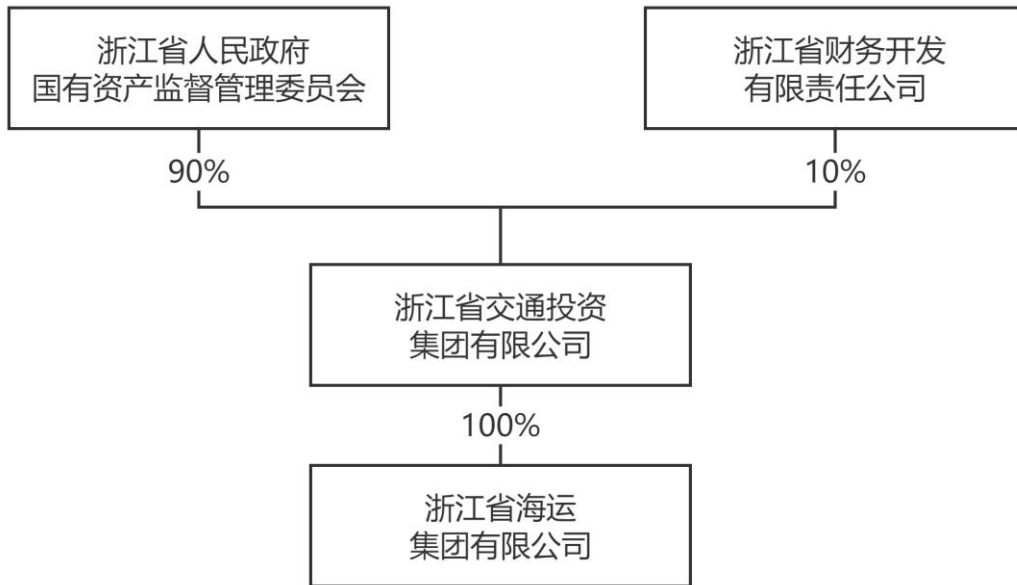 浙江省人民政府
国有资产监督管理委员会
浙江省财务开发
有限责任公司
90%
10%
浙江省交通投资
集团有限公司
100%
浙江省海运
集团有限公司